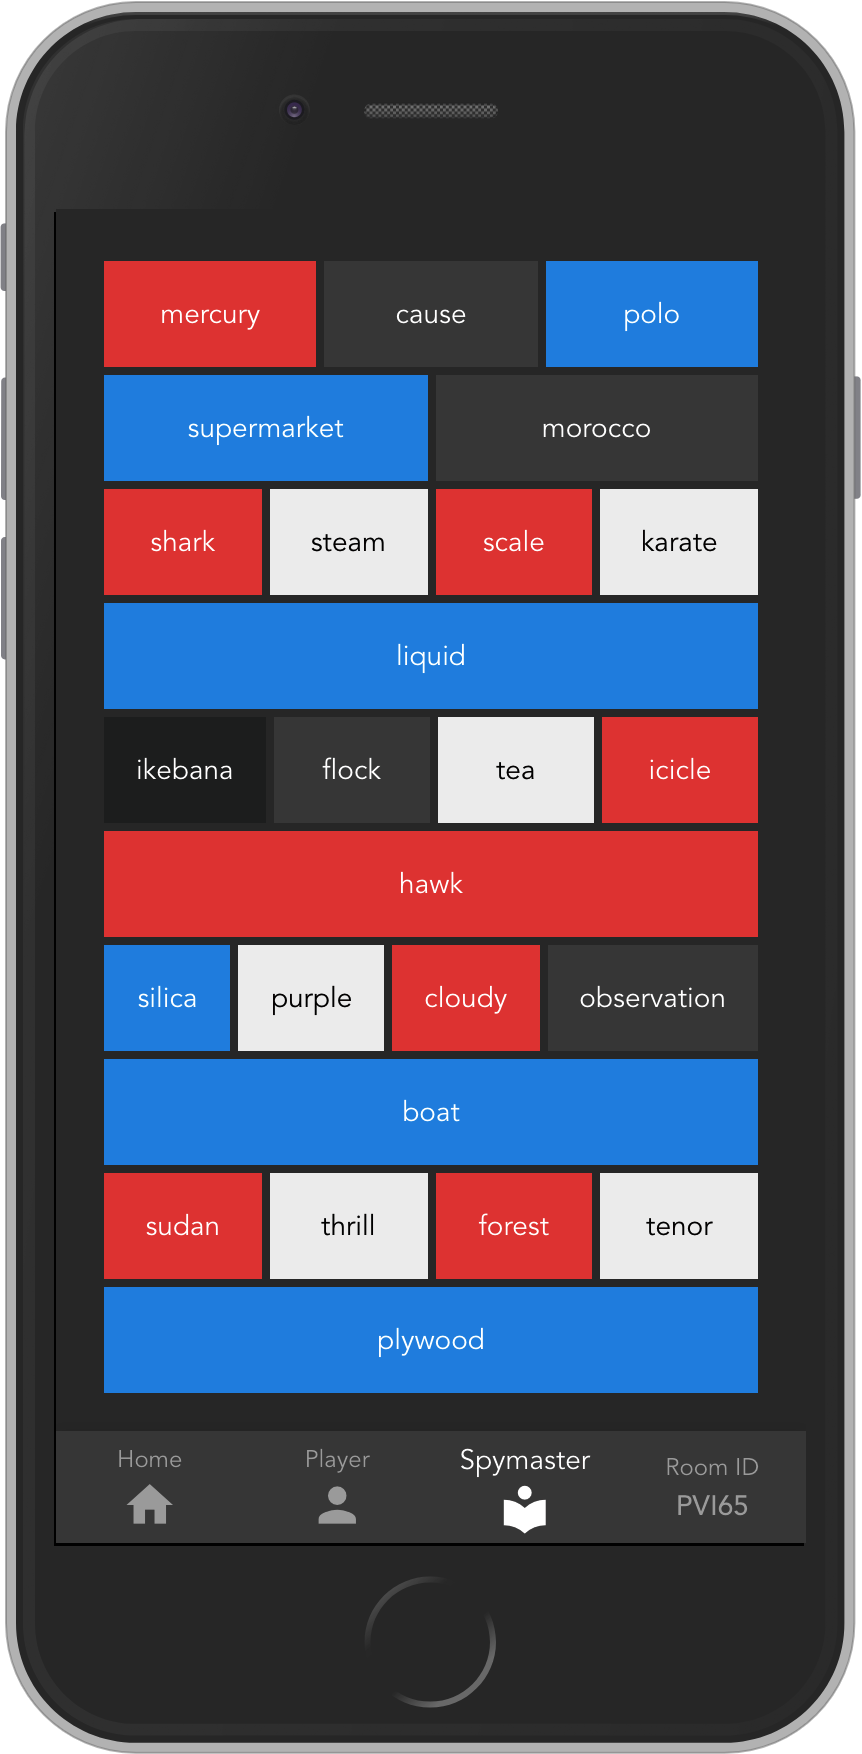 mercury cause polo
supermarket morocco
shark steam scale karate
liquid
ikebana flock tea icicle
hawk
silica purple cloudy observation
boat
sudan thrill forest tenor
plywood
Home Player Spymaster Room ID
PVI65